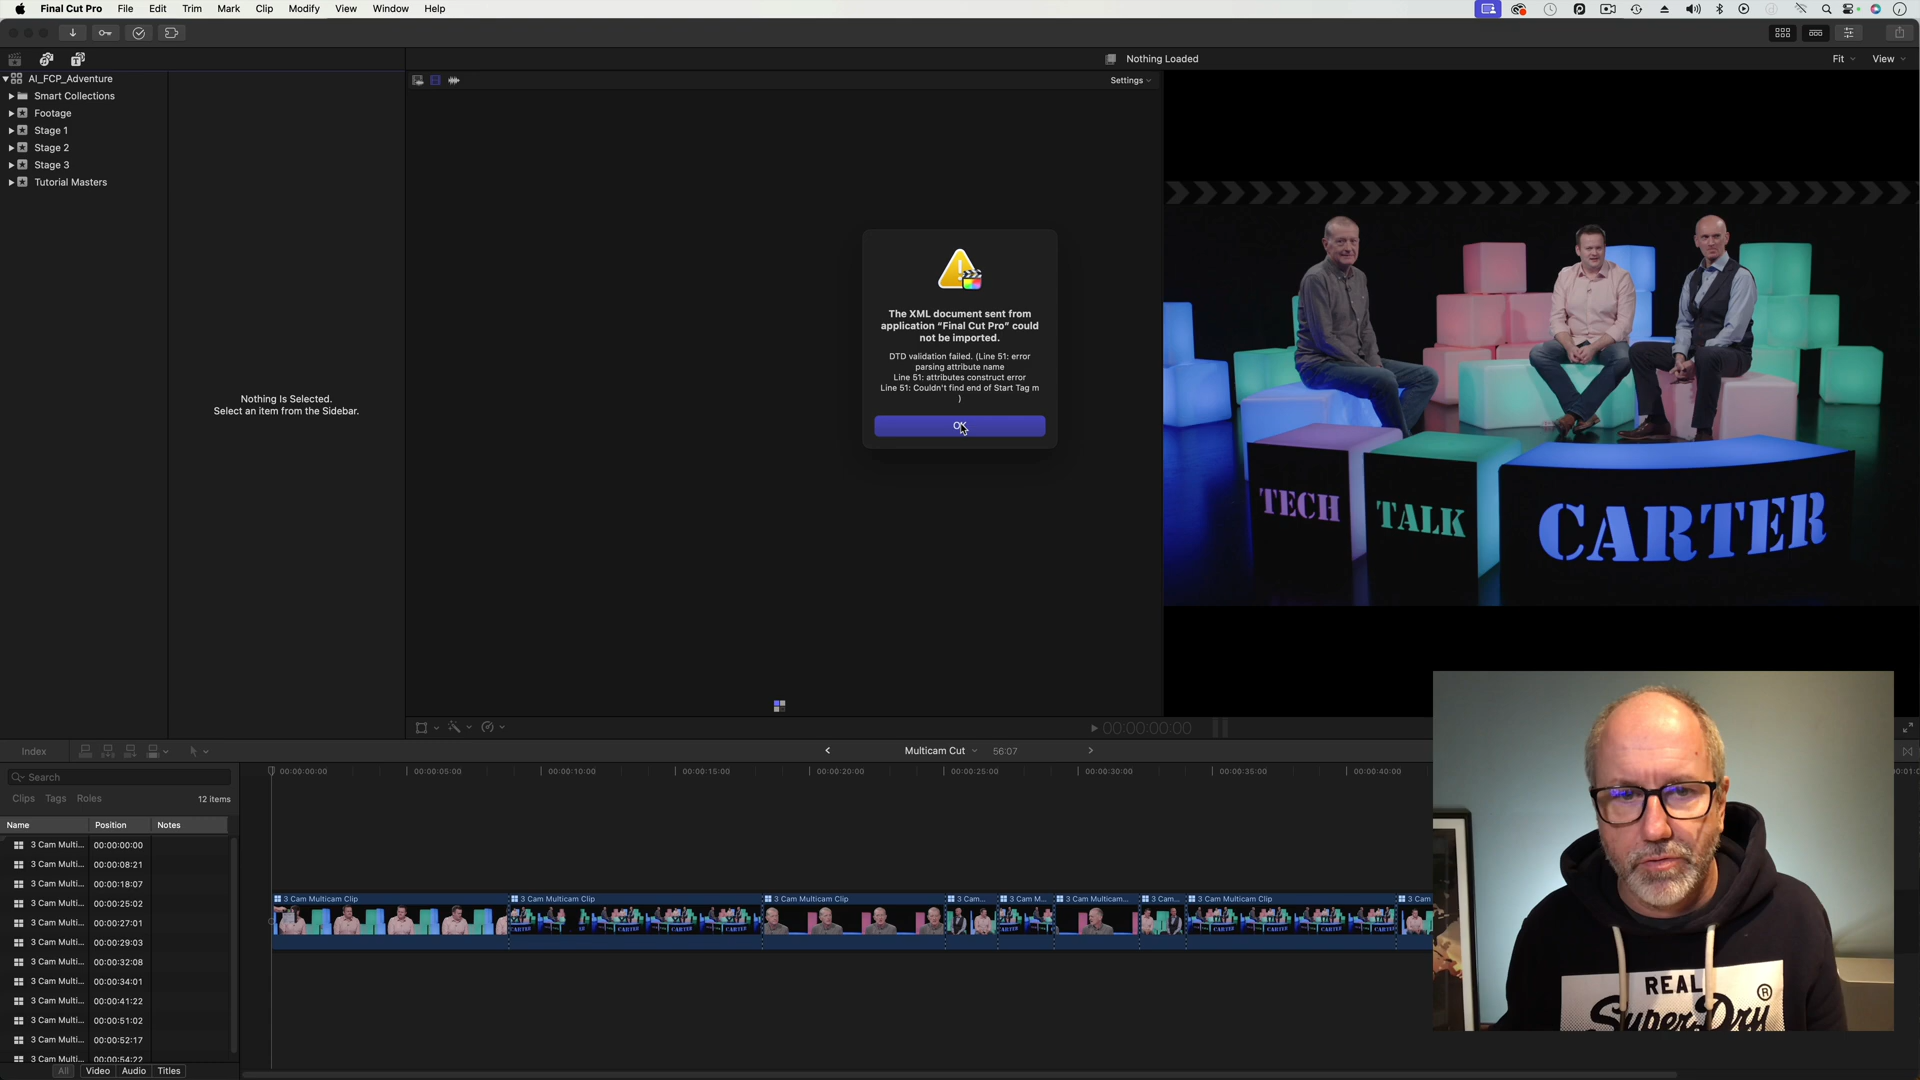 Final Cut Pro File Edit Trim Mark Clip Modify View Window Help
Nothing Loaded
Fit View
AI_FCP_Adventure
Smart Collections
Footage
Stage 1
Stage 2
Stage 3
Tutorial Masters
Settings
Nothing Is Selected.
Select an item from the Sidebar.
The XML document sent from
application “Final Cut Pro” could
not be imported.
DTD validation failed. (Line 51: error
parsing attribute name
Line 51: attributes construct error
Line 51: Couldn't find end of Start Tag m
)
OK
TECH TALK CARTER
00:00:00:00
Index
Multicam Cut 56:07
Search
Clips Tags Roles 12 items
Name Position Notes
3 Cam Multi... 00:00:00:00
3 Cam Multi... 00:00:08:21
3 Cam Multi... 00:00:18:07
3 Cam Multi... 00:00:25:02
3 Cam Multi... 00:00:27:01
3 Cam Multi... 00:00:29:03
3 Cam Multi... 00:00:32:08
3 Cam Multi... 00:00:34:01
3 Cam Multi... 00:00:41:22
3 Cam Multi... 00:00:51:02
3 Cam Multi... 00:00:52:17
3 Cam Multi... 00:00:54:22
All Video Audio Titles
00:00:00:00 00:00:05:00 00:00:10:00 00:00:15:00 00:00:20:00 00:00:25:00 00:00:30:00 00:00:35:00 00:00:40:00
3 Cam Multicam Clip 3 Cam Multicam Clip 3 Cam Multicam Clip 3 Cam... 3 Cam M... 3 Cam Multicam... 3 Cam... 3 Cam Multicam Clip 3 Cam
REAL
SuperDry
®